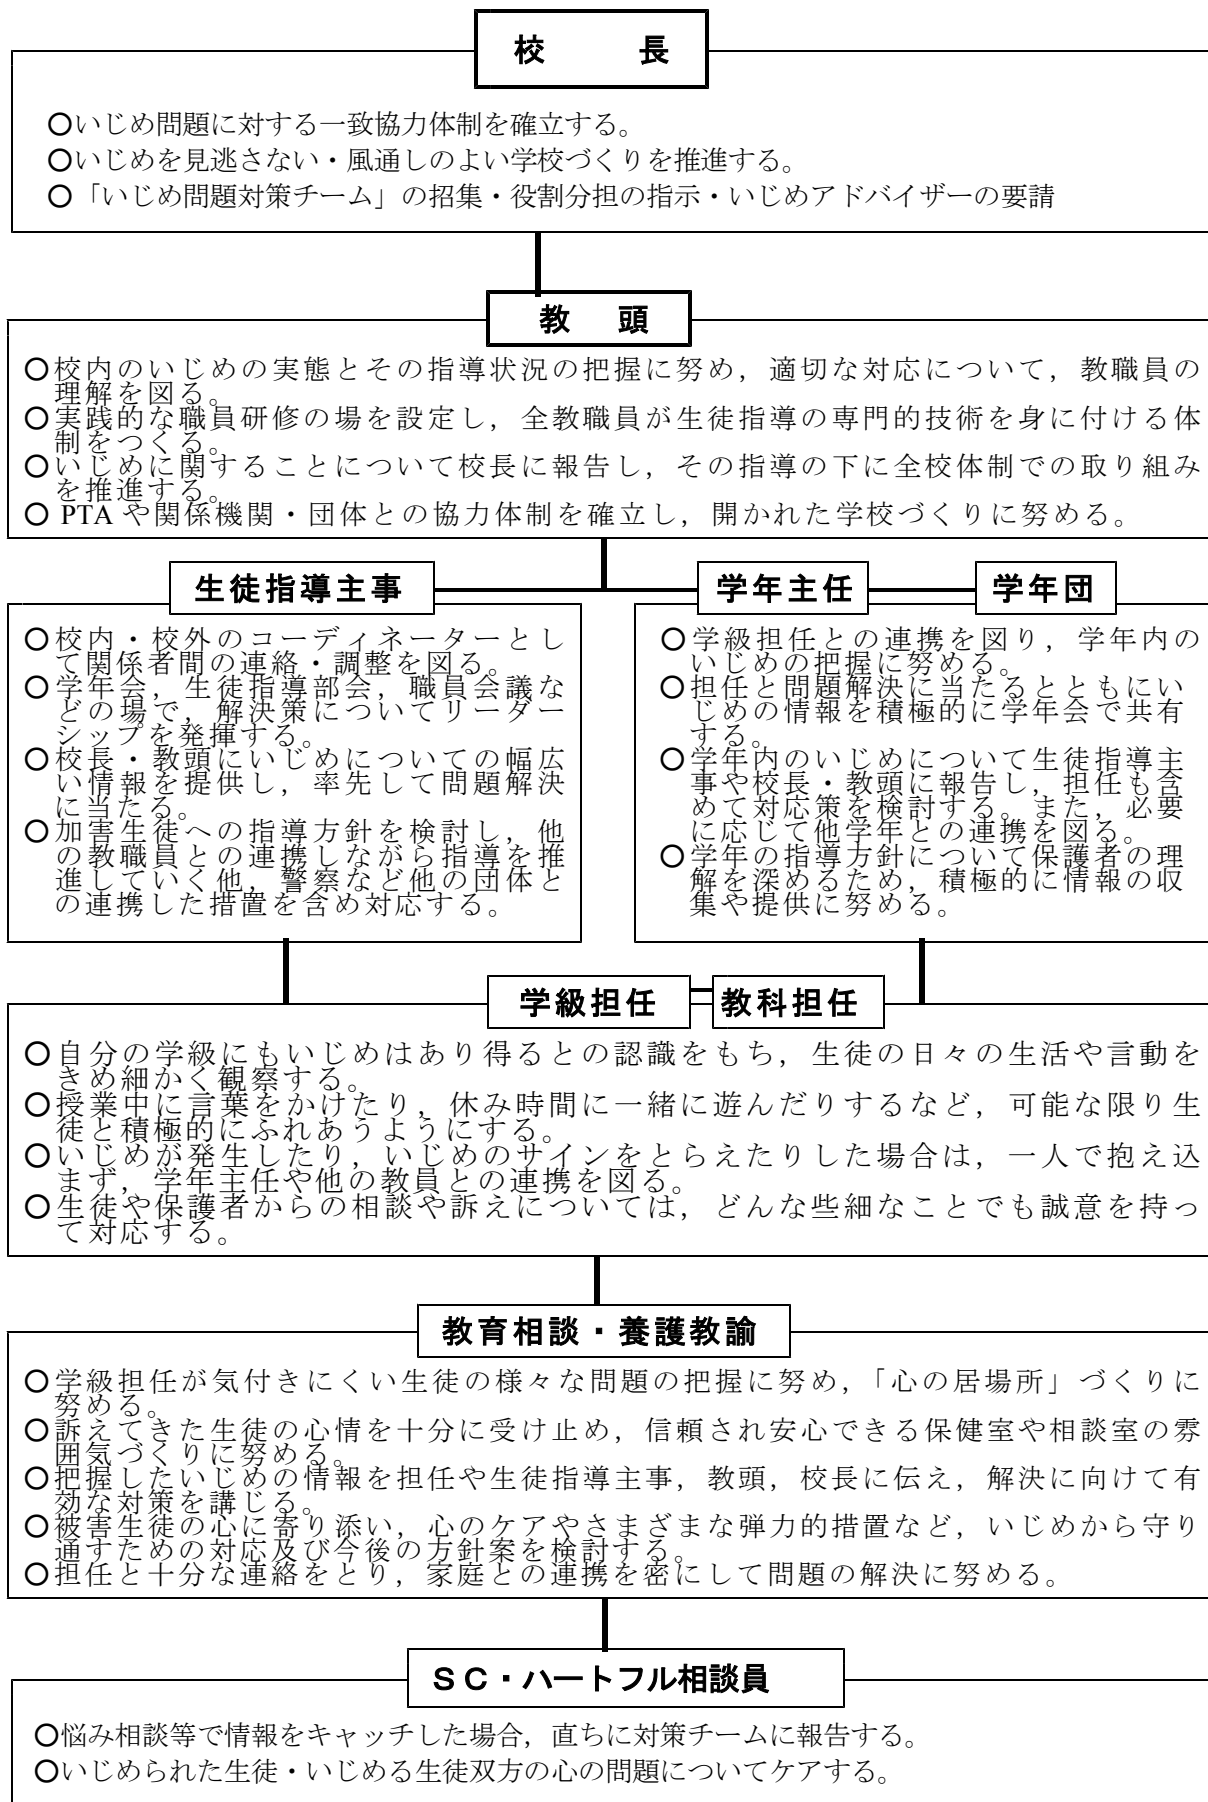 校　　長
〇いじめ問題に対する一致協力体制を確立する。
〇いじめを見逃さない・風通しのよい学校づくりを推進する。
〇「いじめ問題対策チーム」の招集・役割分担の指示・いじめアドバイザーの要請
教　頭
〇校内のいじめの実態とその指導状況の把握に努め，適切な対応について，教職員の
理解を図る。
〇実践的な職員研修の場を設定し，全教職員が生徒指導の専門的技術を身に付ける体
制をつくる。
〇いじめに関することについて校長に報告し，その指導の下に全校体制での取り組み
を推進する。
〇 PTA や関係機関・団体との協力体制を確立し，開かれた学校づくりに努める。
生徒指導主事
〇校内・校外のコーディネーターとし
て関係者間の連絡・調整を図る。
〇学年会，生徒指導部会，職員会議な
どの場で，解決策についてリーダー
シップを発揮する。
〇校長・教頭にいじめについての幅広
い情報を提供し，率先して問題解決
に当たる。
〇加害生徒への指導方針を検討し，他
の教職員との連携しながら指導を推
進していく他，警察など他の団体と
の連携した措置を含め対応する。
学年主任
学年団
〇学級担任との連携を図り，学年内の
いじめの把握に努める。
〇担任と問題解決に当たるとともにい
じめの情報を積極的に学年会で共有
する。
〇学年内のいじめについて生徒指導主
事や校長・教頭に報告し，担任も含
めて対応策を検討する。また，必要
に応じて他学年との連携を図る。
〇学年の指導方針について保護者の理
解を深めるため，積極的に情報の収
集や提供に努める。
学級担任
教科担任
〇自分の学級にもいじめはあり得るとの認識をもち，生徒の日々の生活や言動を
きめ細かく観察する。
〇授業中に言葉をかけたり，休み時間に一緒に遊んだりするなど，可能な限り生
徒と積極的にふれあうようにする。
〇いじめが発生したり，いじめのサインをとらえたりした場合は，一人で抱え込
まず，学年主任や他の教員との連携を図る。
〇生徒や保護者からの相談や訴えについては，どんな些細なことでも誠意を持っ
て対応する。
教育相談・養護教諭
〇学級担任が気付きにくい生徒の様々な問題の把握に努め，「心の居場所」づくりに
努める。
〇訴えてきた生徒の心情を十分に受け止め，信頼され安心できる保健室や相談室の雰
囲気づくりに努める。
〇把握したいじめの情報を担任や生徒指導主事，教頭，校長に伝え，解決に向けて有
効な対策を講じる。
〇被害生徒の心に寄り添い，心のケアやさまざまな弾力的措置など，いじめから守り
通すための対応及び今後の方針案を検討する。
〇担任と十分な連絡をとり，家庭との連携を密にして問題の解決に努める。
ＳＣ・ハートフル相談員
〇悩み相談等で情報をキャッチした場合，直ちに対策チームに報告する。
〇いじめられた生徒・いじめる生徒双方の心の問題についてケアする。